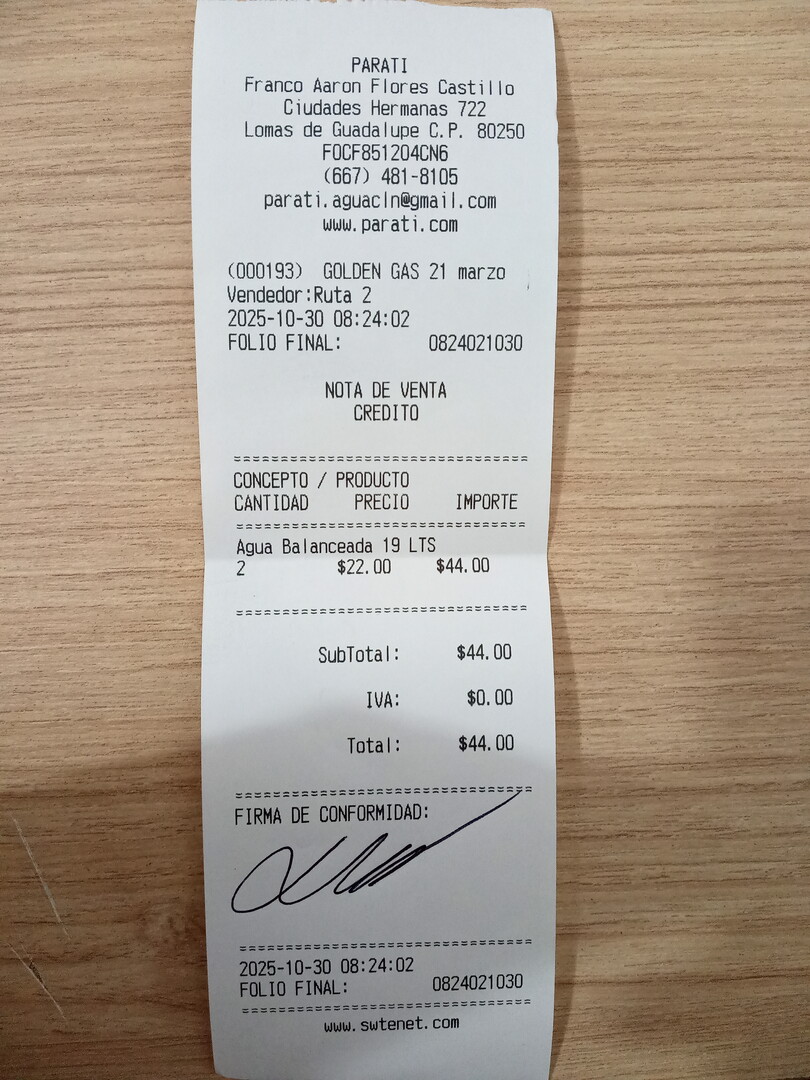 PARATI
Franco Aaron Flores Castillo
Ciudades Hermanas 722
Lomas de Guadalupe C.P. 80250
FOCF851204CN6
(667) 481-8105
parati.aguacln@gmail.com
www.parati.com
(000193) GOLDEN GAS 21 marzo
Vendedor:Ruta 2
2025-10-30 08:24:02
FOLIO FINAL: 0824021030
NOTA DE VENTA
CREDITO
==============================
CONCEPTO / PRODUCTO
CANTIDAD PRECIO IMPORTE
==============================
Agua Balanceada 19 LTS
2 $22.00 $44.00
==============================
SubTotal: $44.00
IVA: $0.00
Total: $44.00
==============================
FIRMA DE CONFORMIDAD:
==============================
2025-10-30 08:24:02
FOLIO FINAL: 0824021030
==============================
www.swtenet.com